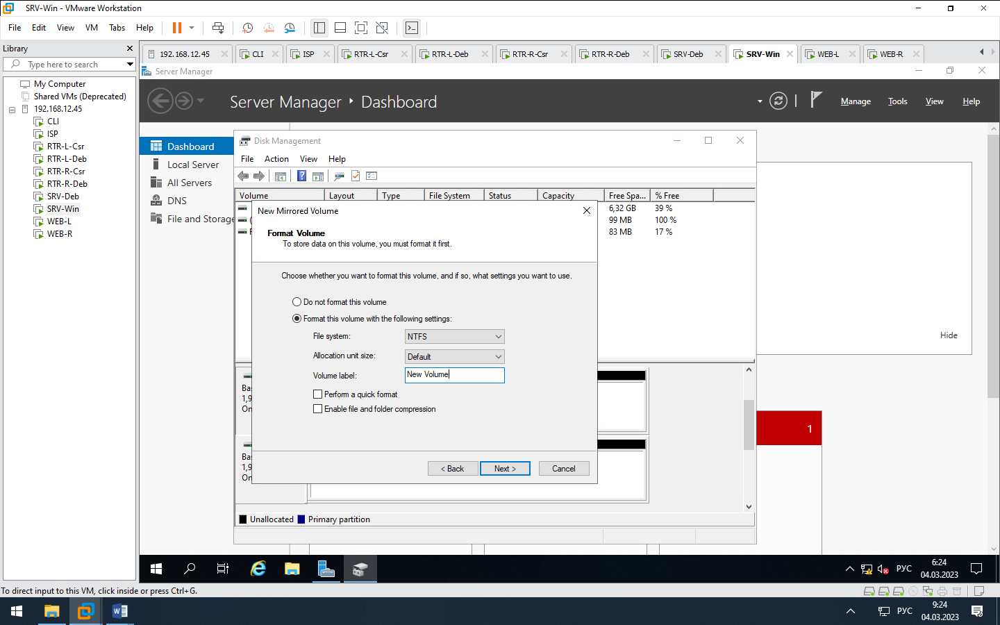 SRV-Win - VMware Workstation
File Edit View VM Tabs Help
Library
Type here to search
My Computer
Shared VMs (Deprecated)
192.168.12.45
CLI
ISP
RTR-L-Csr
RTR-L-Deb
RTR-R-Csr
RTR-R-Deb
SRV-Deb
SRV-Win
WEB-L
WEB-R
192.168.12.45 CLI ISP RTR-L-Csr RTR-L-Deb RTR-R-Csr RTR-R-Deb SRV-Deb SRV-Win WEB-L WEB-R
Server Manager
Server Manager Dashboard
Manage Tools View Help
Dashboard
Local Server
All Servers
DNS
File and Storage
Disk Management
File Action View Help
Volume Layout Type File System Status Capacity Free Spa... % Free
6,32 GB 39 %
99 MB 100 %
83 MB 17 %
New Mirrored Volume
Format Volume
To store data on this volume, you must format it first.
Choose whether you want to format this volume, and if so, what settings you want to use.
Do not format this volume
Format this volume with the following settings:
File system: NTFS
Allocation unit size: Default
Volume label: New Volume
Perform a quick format
Enable file and folder compression
< Back Next > Cancel
Ba
1,9
On
Ba
1,9
On
Unallocated Primary partition
Hide
1
РУС
6:24
04.03.2023
To direct input to this VM, click inside or press Ctrl+G.
РУС
9:24
04.03.2023